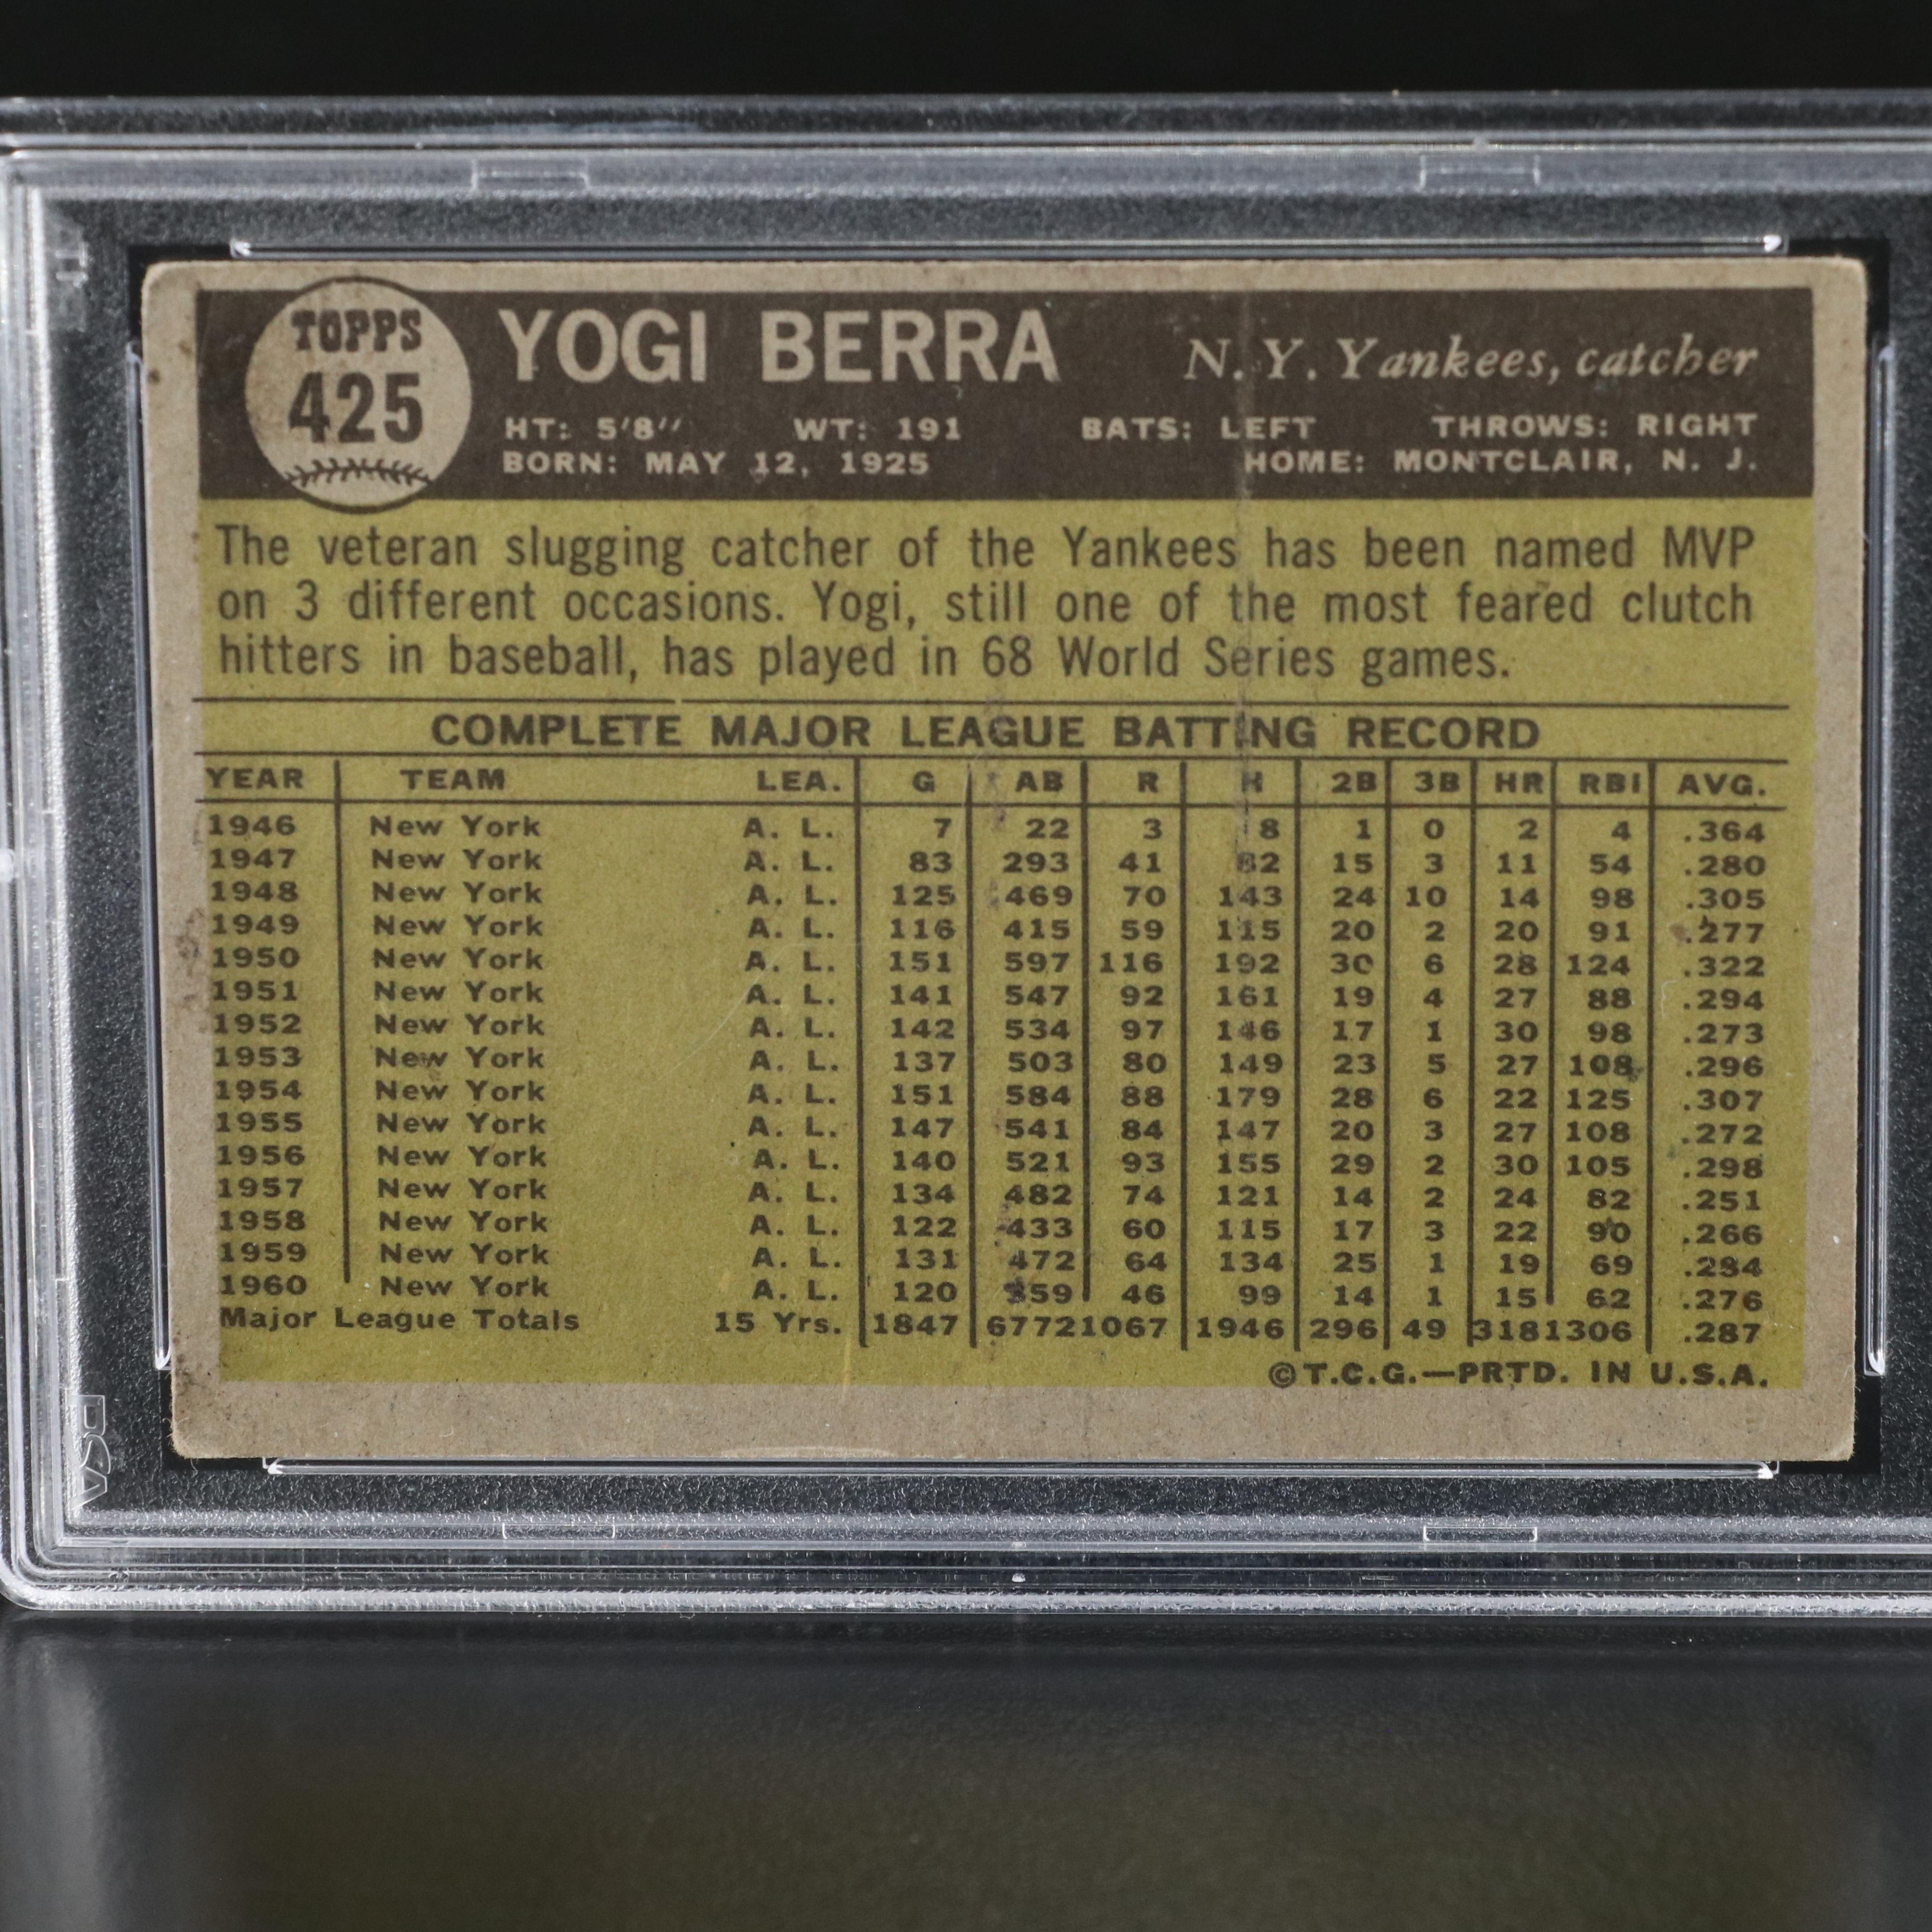 TOPPS
425
YOGI BERRA N. Y. Yankees, catcher
HT: 5'8" WT: 191 BATS: LEFT THROWS: RIGHT
BORN: MAY 12, 1925 HOME: MONTCLAIR, N. J.
The veteran slugging catcher of the Yankees has been named MVP
on 3 different occasions. Yogi, still one of the most feared clutch
hitters in baseball, has played in 68 World Series games.
COMPLETE MAJOR LEAGUE BATTING RECORD
YEAR TEAM LEA. G AB R H 2B 3B HR RBI AVG.
1946 New York A. L. 7 22 3 8 1 0 2 4 .364
1947 New York A. L. 83 293 41 82 15 3 11 54 .280
1948 New York A. L. 125 469 70 143 24 10 14 98 .305
1949 New York A. L. 116 415 59 115 20 2 20 91 .277
1950 New York A. L. 151 597 116 192 30 6 28 124 .322
1951 New York A. L. 141 547 92 161 19 4 27 88 .294
1952 New York A. L. 142 534 97 146 17 1 30 98 .273
1953 New York A. L. 137 503 80 149 23 5 27 108 .296
1954 New York A. L. 151 584 88 179 28 6 22 125 .307
1955 New York A. L. 147 541 84 147 20 3 27 108 .272
1956 New York A. L. 140 521 93 155 29 2 30 105 .298
1957 New York A. L. 134 482 74 121 14 2 24 82 .251
1958 New York A. L. 122 433 60 115 17 3 22 90 .266
1959 New York A. L. 131 472 64 134 25 1 19 69 .284
1960 New York A. L. 120 359 46 99 14 1 15 62 .276
Major League Totals 15 Yrs. 1847 6772 1067 1946 296 49 318 1306 .287
©T.C.G.—PRTD. IN U.S.A.
PSA